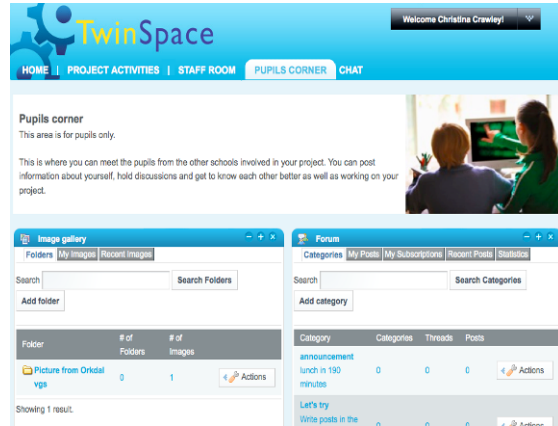 TwinSpace
Welcome Christina Crawley!
HOME | PROJECT ACTIVITIES | STAFF ROOM PUPILS CORNER CHAT
Pupils corner
This area is for pupils only.
This is where you can meet the pupils from the other schools involved in your project. You can post
information about yourself, hold discussions and get to know each other better as well as working on your
project.
Image gallery
Folders My Images Recent Images
Search Search Folders
Add folder
Folder # of Folders # of Images
Picture from Orkdal 0 1 Actions
vgs
Showing 1 result.
Forum
Categories My Posts My Subscriptions Recent Posts Statistics
Search Search Categories
Add category
Category Categories Threads Posts
announcement
lunch in 190 0 0 0 Actions
minutes
Let's try
Write posts in the 0 0 0 Actions